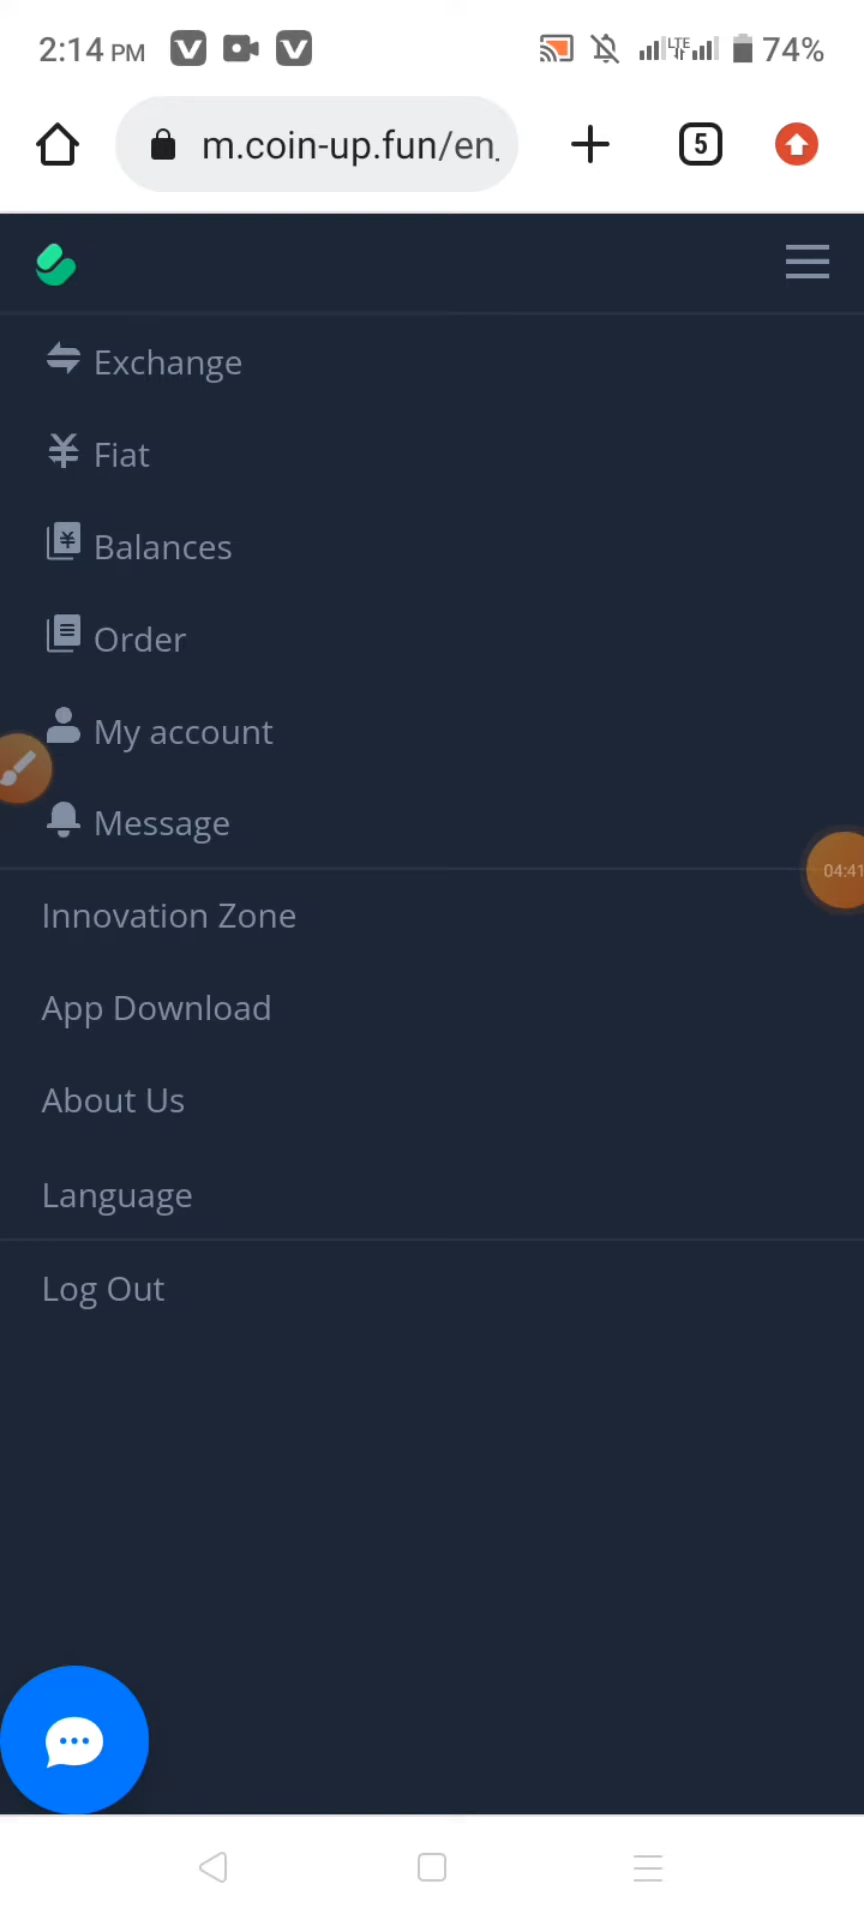 2:14 PM 74%
m.coin-up.fun/en 5
Exchange
Fiat
Balances
Order
My account
Message
04:41
Innovation Zone
App Download
About Us
Language
Log Out